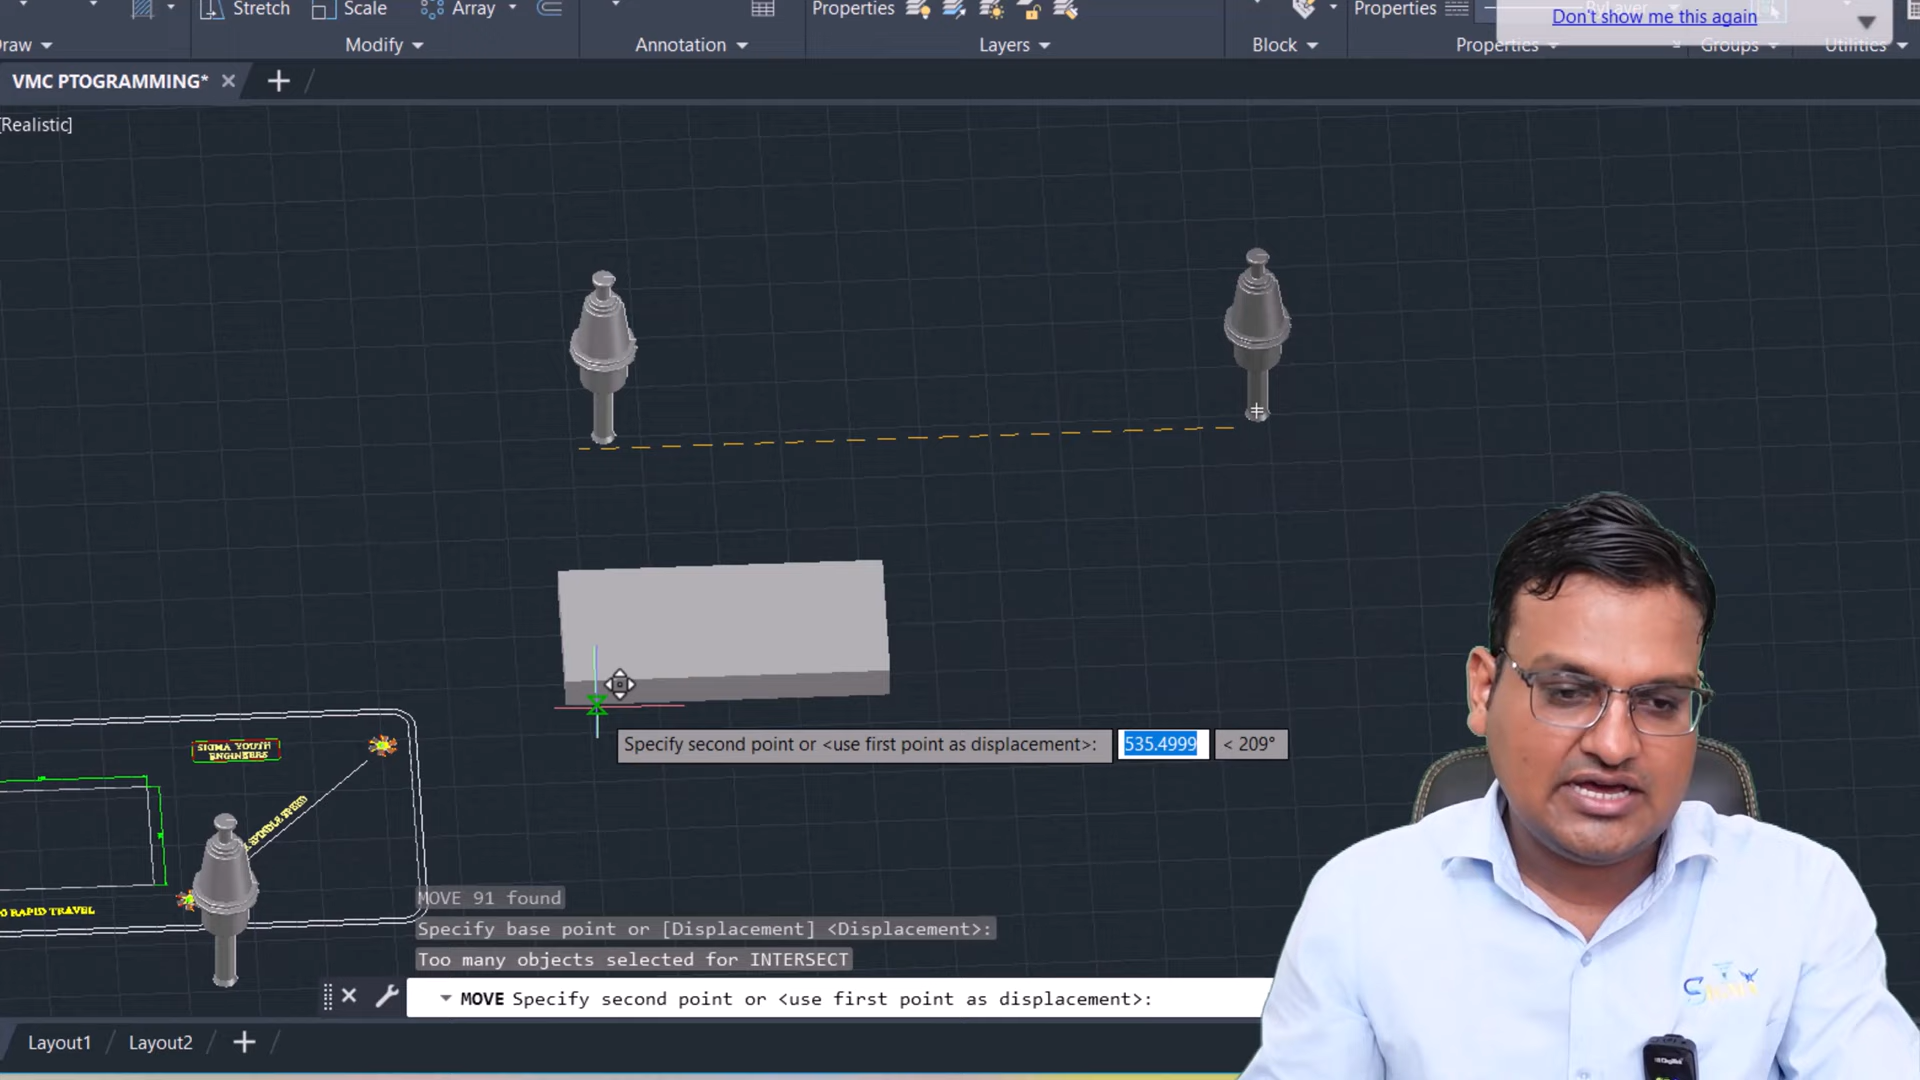 Stretch
Scale
Array
Properties
Properties
Don't show me this again
Draw
Modify
Annotation
Layers
Block
Properties
Groups
Utilities
VMC PTOGRAMMING*
[Realistic]
SIGMA YOUTH
ENGINEERS
SPINDLE SPEED
RAPID TRAVEL
Specify second point or <use first point as displacement>: 535.4999 < 209°
MOVE 91 found
Specify base point or [Displacement] <Displacement>:
Too many objects selected for INTERSECT
MOVE Specify second point or <use first point as displacement>:
Layout1
Layout2